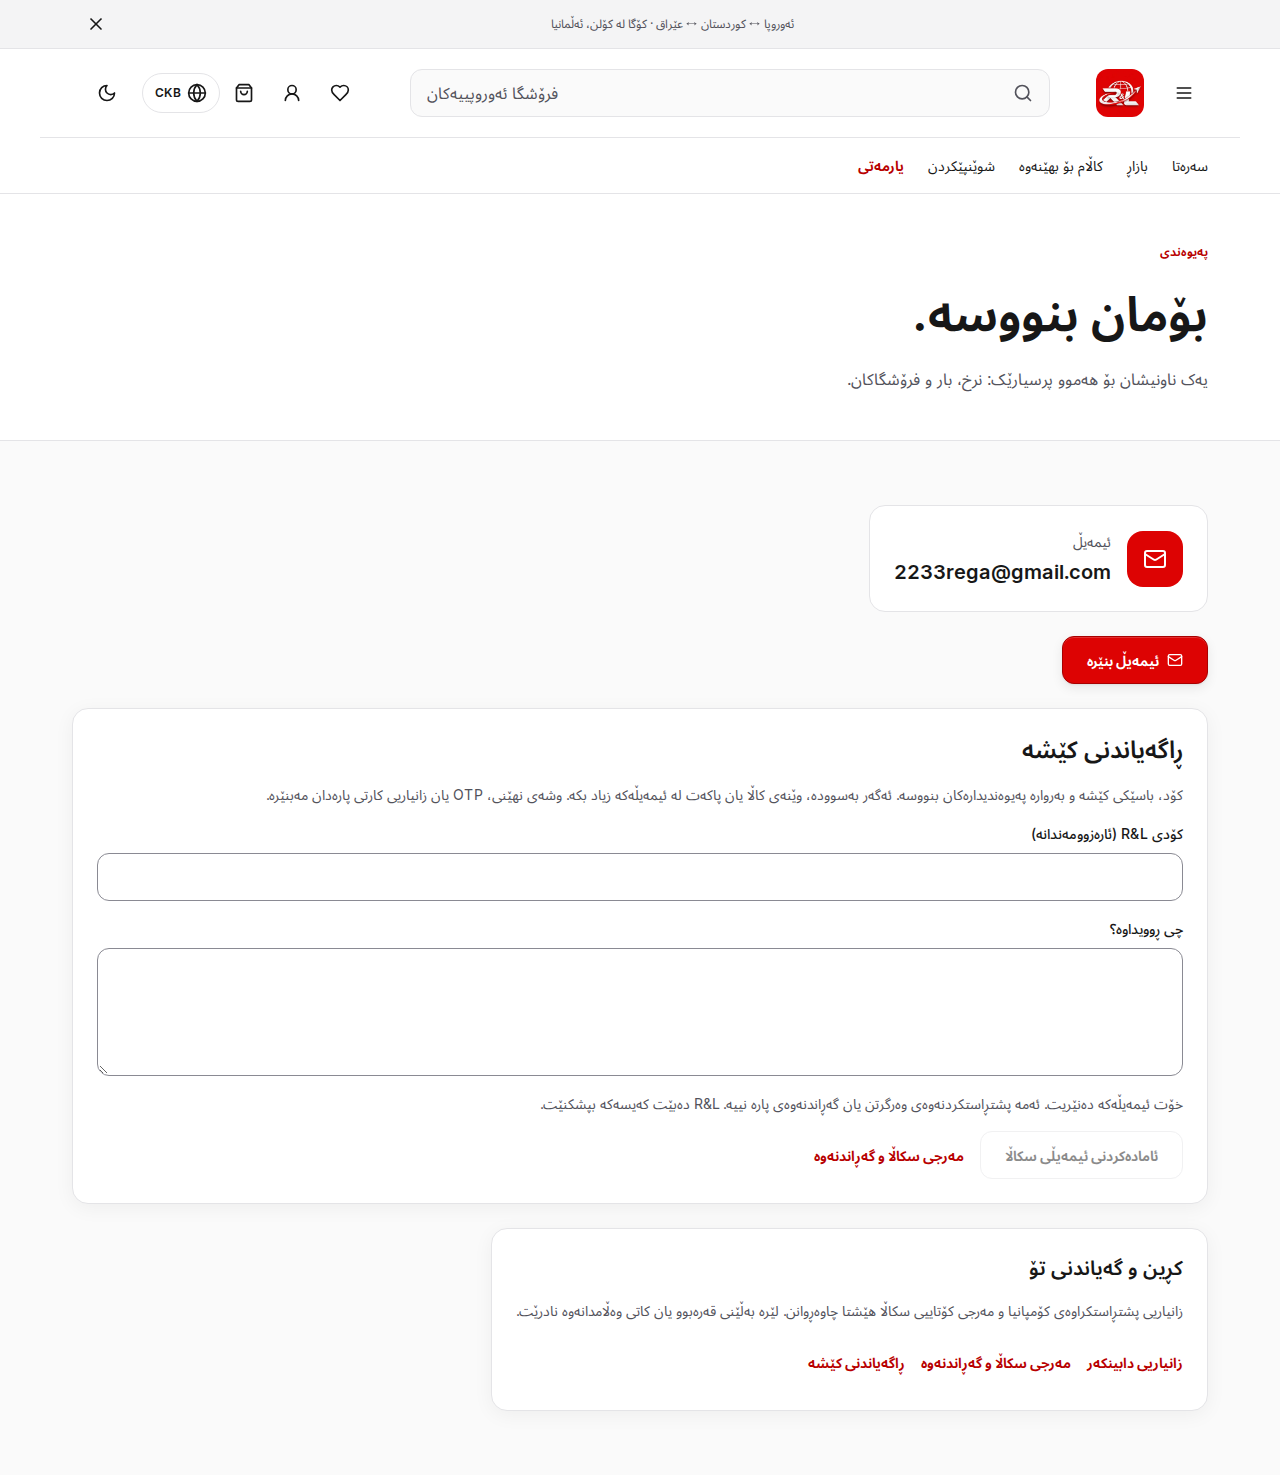 ئەوروپا ↔ کوردستان ↔ عێراق · کۆگا لە کۆلن، ئەڵمانیا
R&L
فرۆشگا ئەوروپییەکان
CKB
سەرەتا
بازاڕ
کاڵام بۆ بهێنەوە
شوێنپێکردن
یارمەتی
پەیوەندی
بۆمان بنووسە.
یەک ناونیشان بۆ هەموو پرسیارێک: نرخ، بار و فرۆشگاکان.
ئیمەیڵ
2233rega@gmail.com
ئیمەیڵ بنێرە
ڕاگەیاندنی کێشە
کۆد، باسێکی کێشە و بەروارە پەیوەندیدارەکان بنووسە. ئەگەر بەسوودە، وێنەی کاڵا یان پاکەت لە ئیمەیڵەکە زیاد بکە. وشەی نهێنی، OTP یان زانیاریی کارتی پارەدان مەبنێرە.
کۆدی R&L (ئارەزوومەندانە)
چی ڕوویداوە؟
خۆت ئیمەیڵەکە دەنێریت. ئەمە پشتڕاستکردنەوەی وەرگرتن یان گەڕاندنەوەی پارە نییە. R&L دەبێت کەیسەکە بپشکنێت.
ئامادەکردنی ئیمەیڵی سکاڵا
مەرجی سکاڵا و گەڕاندنەوە
کڕین و گەیاندنی تۆ
زانیاریی پشتڕاستکراوەی کۆمپانیا و مەرجی کۆتایی سکاڵا هێشتا چاوەڕوانن. لێرە بەڵێنی قەرەبوو یان کاتی وەڵامدانەوە نادرێت.
زانیاریی دابینکەر
مەرجی سکاڵا و گەڕاندنەوە
ڕاگەیاندنی کێشە